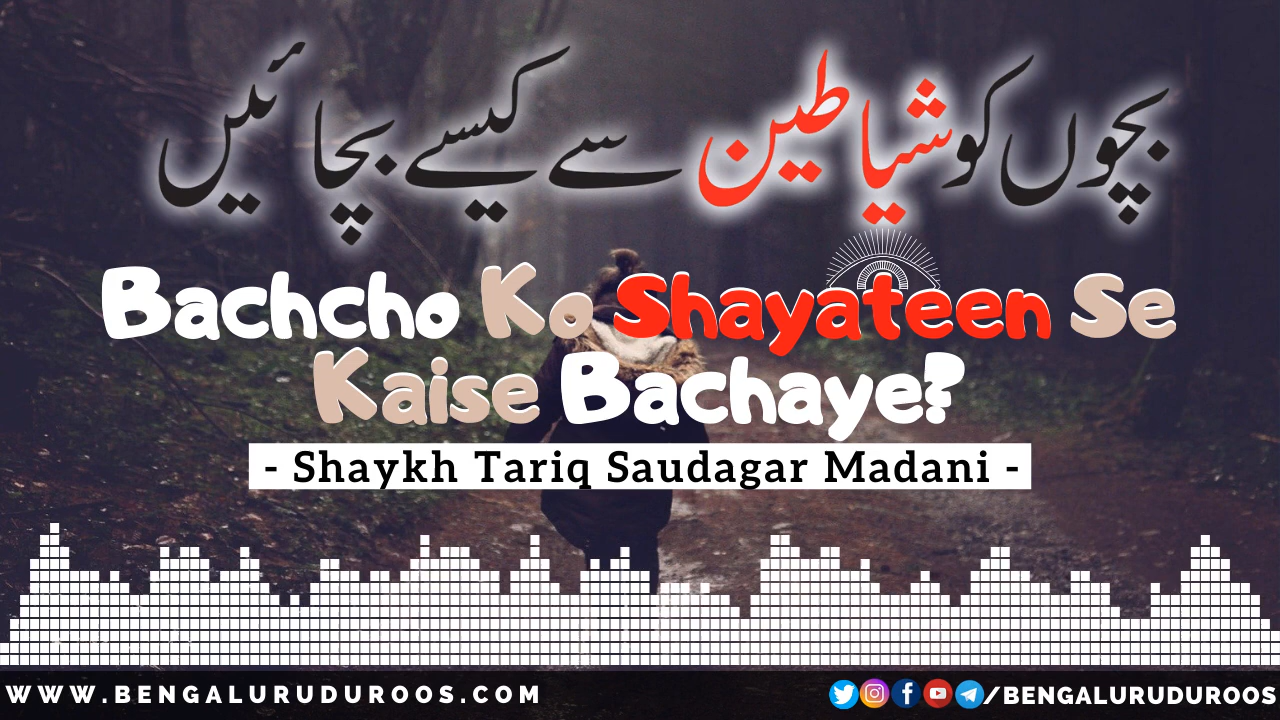 بچوں کو شیاطین سے کیسے بچائیں
Bachcho Ko Shayateen Se
Kaise Bachaye?
- Shaykh Tariq Saudagar Madani -
WWW.BENGALURUDUROOS.COM
/BENGALURUDUROOS